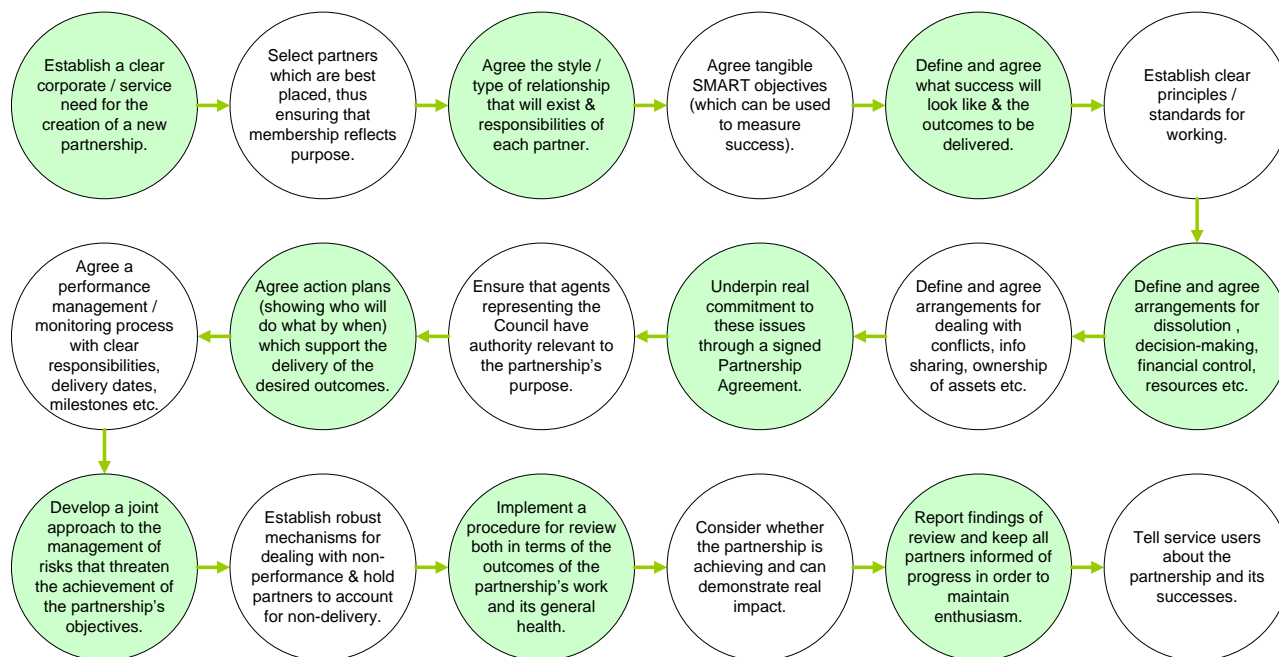 Establish a clear
corporate / service
need for the
creation of a new
partnership.
Select partners
which are best
placed, thus
ensuring that
membership reflects
purpose.
Agree the style /
type of relationship
that will exist &
responsibilities of
each partner.
Agree tangible
SMART objectives
(which can be used
to measure
success).
Define and agree
what success will
look like & the
outcomes to be
delivered.
Establish clear
principles /
standards for
working.
Define and agree
arrangements for
dissolution ,
decision-making,
financial control,
resources etc.
Define and agree
arrangements for
dealing with
conflicts, info
sharing, ownership
of assets etc.
Underpin real
commitment to
these issues
through a signed
Partnership
Agreement.
Ensure that agents
representing the
Council have
authority relevant to
the partnership's
purpose.
Agree action plans
(showing who will
do what by when)
which support the
delivery of the
desired outcomes.
Agree a
performance
management /
monitoring process
with clear
responsibilities,
delivery dates,
milestones etc.
Develop a joint
approach to the
management of
risks that threaten
the achievement of
the partnership's
objectives.
Establish robust
mechanisms for
dealing with non-
performance & hold
partners to account
for non-delivery.
Implement a
procedure for review
both in terms of the
outcomes of the
partnership's work
and its general
health.
Consider whether
the partnership is
achieving and can
demonstrate real
impact.
Report findings of
review and keep all
partners informed of
progress in order to
maintain
enthusiasm.
Tell service users
about the
partnership and its
successes.